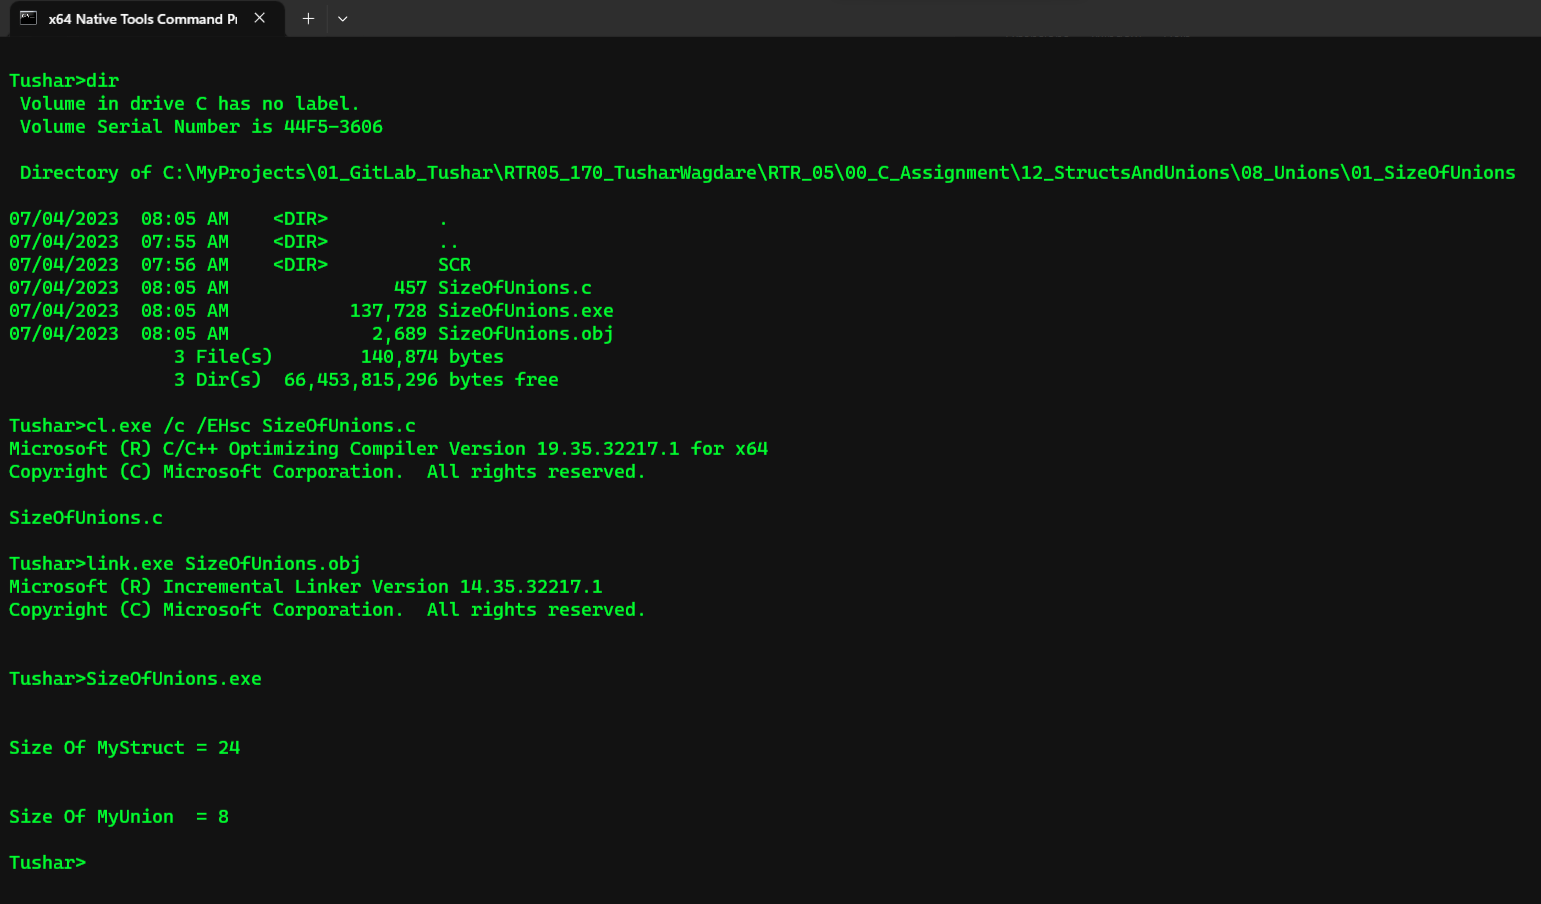 x64 Native Tools Command Pr
Tushar>dir
 Volume in drive C has no label.
 Volume Serial Number is 44F5-3606
 Directory of C:\MyProjects\01_GitLab_Tushar\RTR05_170_TusharWagdare\RTR_05\00_C_Assignment\12_StructsAndUnions\08_Unions\01_SizeOfUnions
07/04/2023  08:05 AM    <DIR>          .
07/04/2023  07:55 AM    <DIR>          ..
07/04/2023  07:56 AM    <DIR>          SCR
07/04/2023  08:05 AM               457 SizeOfUnions.c
07/04/2023  08:05 AM           137,728 SizeOfUnions.exe
07/04/2023  08:05 AM             2,689 SizeOfUnions.obj
               3 File(s)        140,874 bytes
               3 Dir(s)  66,453,815,296 bytes free
Tushar>cl.exe /c /EHsc SizeOfUnions.c
Microsoft (R) C/C++ Optimizing Compiler Version 19.35.32217.1 for x64
Copyright (C) Microsoft Corporation.  All rights reserved.
SizeOfUnions.c
Tushar>link.exe SizeOfUnions.obj
Microsoft (R) Incremental Linker Version 14.35.32217.1
Copyright (C) Microsoft Corporation.  All rights reserved.
Tushar>SizeOfUnions.exe
Size Of MyStruct = 24
Size Of MyUnion  = 8
Tushar>